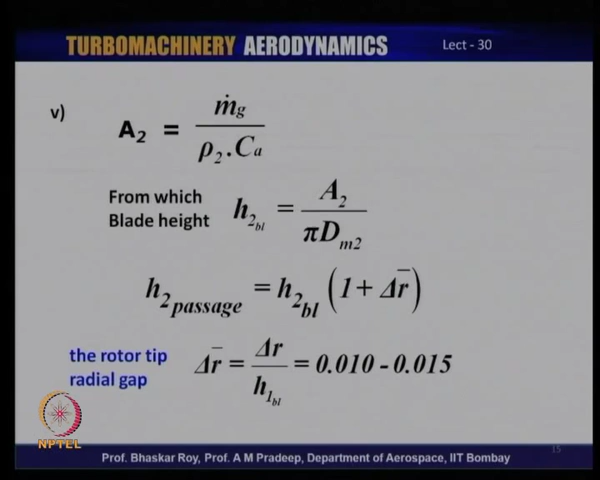 TURBOMACHINERY AERODYNAMICS Lect - 30
v) A₂ = ṁg / ρ₂.Cₐ
From which
Blade height h₂bl = A₂ / πDm2
h₂passage = h₂bl (1 + Δr̄)
the rotor tip
radial gap Δr̄ = Δr / h₁bl = 0.010 - 0.015
NPTEL
15
Prof. Bhaskar Roy, Prof. A M Pradeep, Department of Aerospace, IIT Bombay